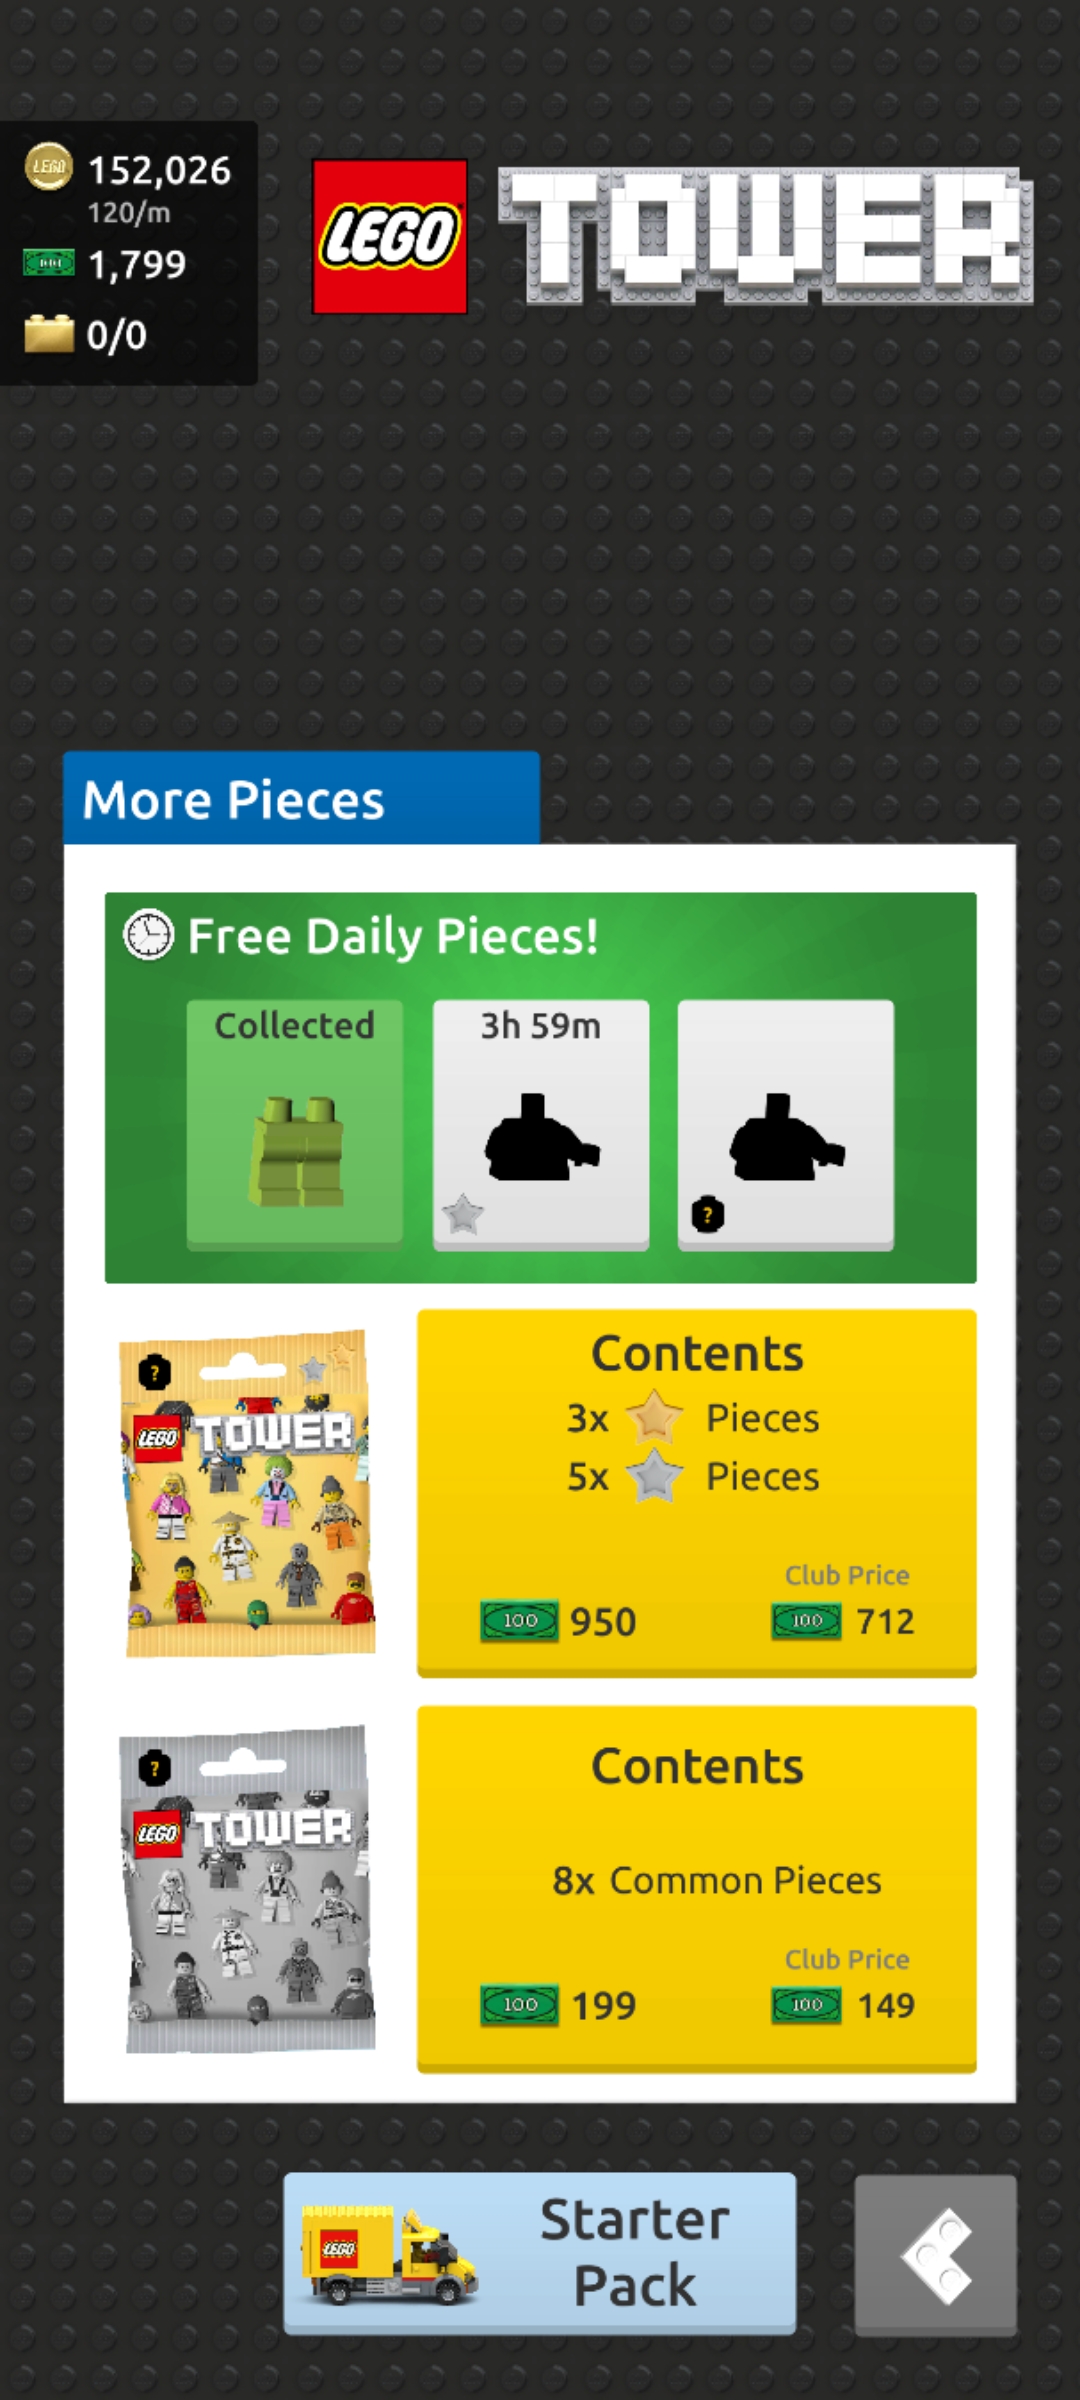 152,026
120/m
1,799
0/0
LEGO TOWER
More Pieces
Free Daily Pieces!
Collected
3h 59m
?
? 
LEGO TOWER
Contents
3x Pieces
5x Pieces
Club Price
100 950
100 712
?
LEGO TOWER
Contents
8x Common Pieces
Club Price
100 199
100 149
LEGO
Starter
Pack